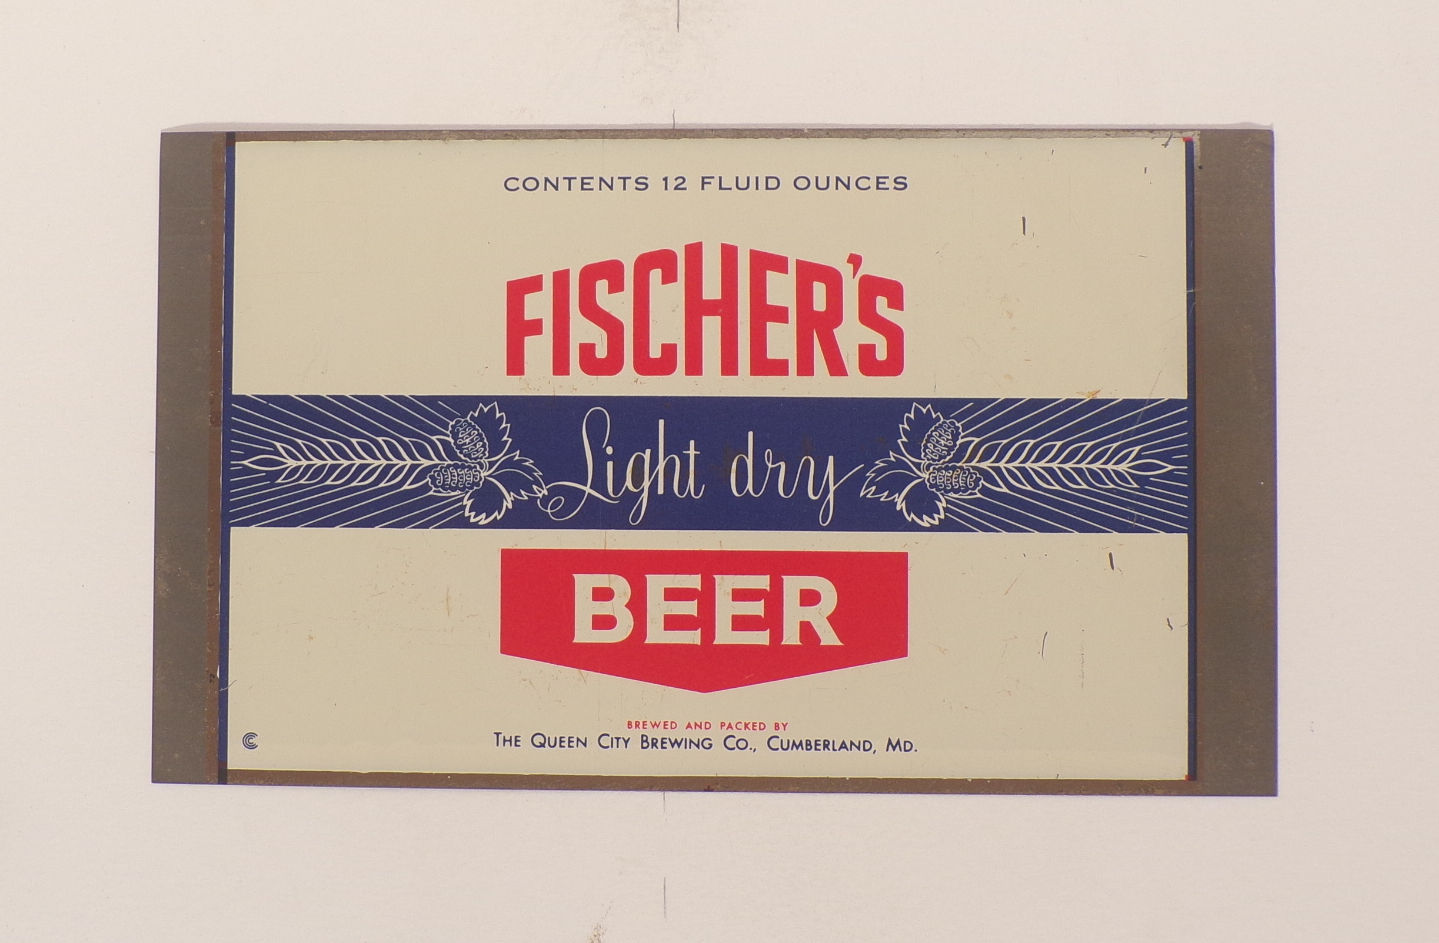 CONTENTS 12 FLUID OUNCES
FISCHER'S
Light dry
BEER
BREWED AND PACKED BY
THE QUEEN CITY BREWING CO., CUMBERLAND, MD.